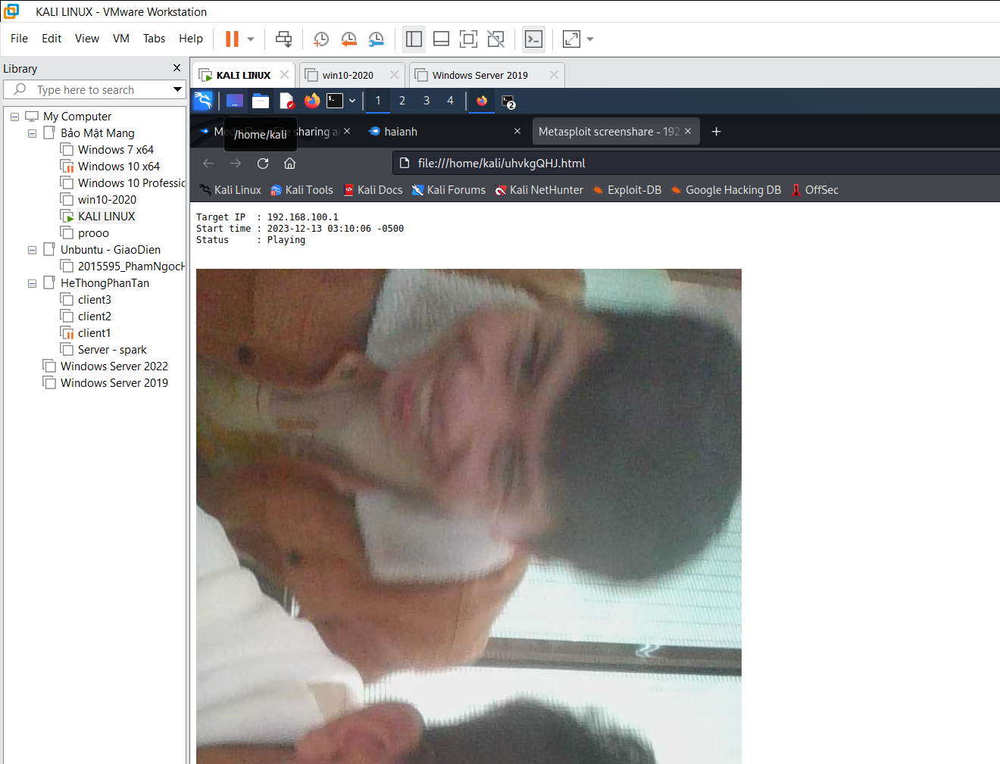 KALI LINUX - VMware Workstation
File Edit View VM Tabs Help
Library
Type here to search
My Computer
Bảo Mật Mang
Windows 7 x64
Windows 10 x64
Windows 10 Professic
win10-2020
KALI LINUX
prooo
Unbuntu - GiaoDien
2015595_PhamNgocH
HeThongPhanTan
client3
client2
client1
Server - spark
Windows Server 2022
Windows Server 2019
KALI LINUX win10-2020 Windows Server 2019
1 2 3 4 2
/home/kali
sharing ar haianh Metasploit screenshare - 192
file:///home/kali/uhvkgQHJ.html
Kali Linux Kali Tools Kali Docs Kali Forums Kali NetHunter Exploit-DB Google Hacking DB OffSec
Target IP : 192.168.100.1
Start time : 2023-12-13 03:10:06 -0500
Status : Playing